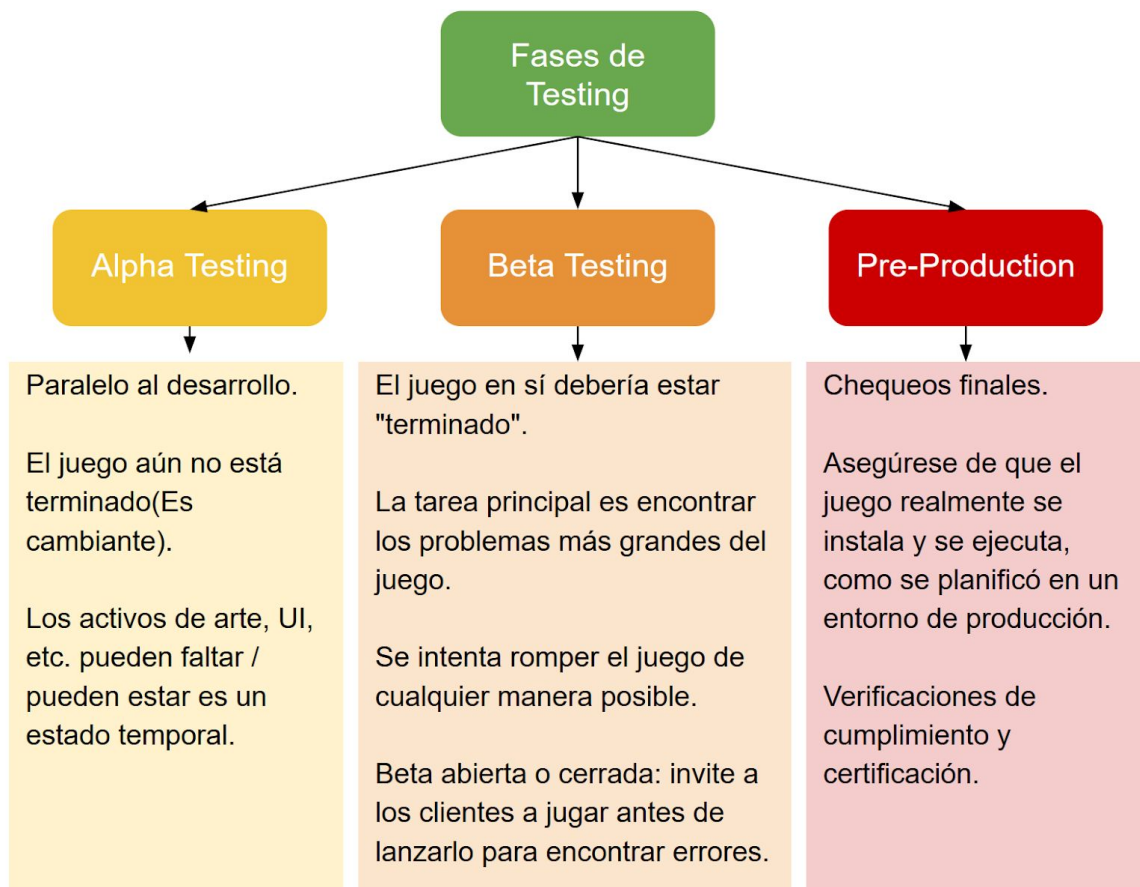 Fases de
Testing
Alpha Testing
Beta Testing
Pre-Production
Paralelo al desarrollo.
El juego aún no está
terminado(Es
cambiante).
Los activos de arte, UI,
etc. pueden faltar /
pueden estar es un
estado temporal.
El juego en sí debería estar
"terminado".
La tarea principal es encontrar
los problemas más grandes del
juego.
Se intenta romper el juego de
cualquier manera posible.
Beta abierta o cerrada: invite a
los clientes a jugar antes de
lanzarlo para encontrar errores.
Chequeos finales.
Asegúrese de que el
juego realmente se
instala y se ejecuta,
como se planificó en un
entorno de producción.
Verificaciones de
cumplimiento y
certificación.